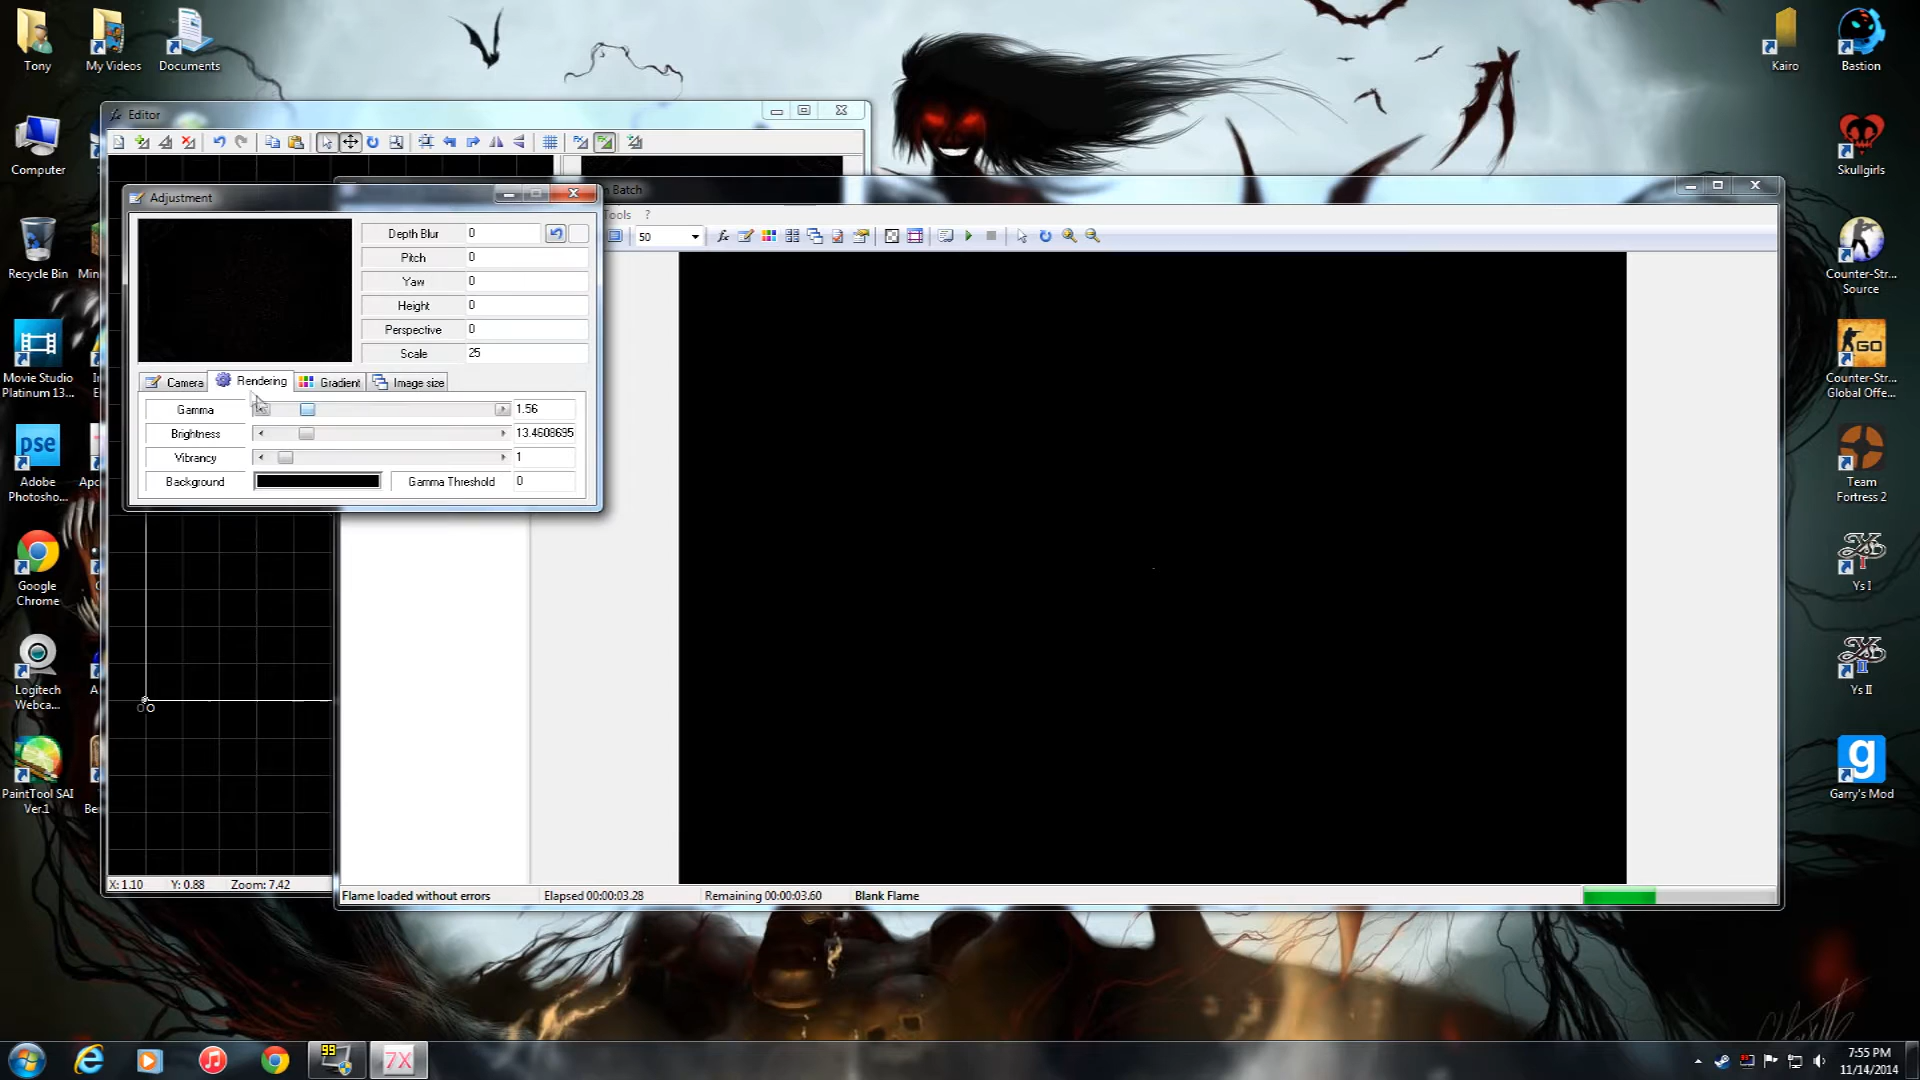 Tony
My Videos
Documents
Kairo
Bastion
Editor
Computer
Skullgirls
Adjustment
Batch
Tools ?
Depth Blur 0
50
Pitch 0
Recycle Bin
Yaw 0
Counter-Str...
Source
Height 0
Perspective 0
Scale 25
Movie Studio
Platinum 13...
Camera Rendering Gradient Image size
Counter-Str...
Global Offe...
GO
Gamma 1.56
Brightness 13.4608695
pse
Vibrancy 1
Adobe
Photosho...
Background Gamma Threshold 0
Team
Fortress 2
Google
Chrome
Ys I
Logitech
Webca...
Ys II
PaintTool SAI
Ver.1
Garry's Mod
X: 1.10 Y: 0.88 Zoom: 7.42
Flame loaded without errors Elapsed 00:00:03.28 Remaining 00:00:03.60 Blank Flame
99
7X
7:55 PM
11/14/2014